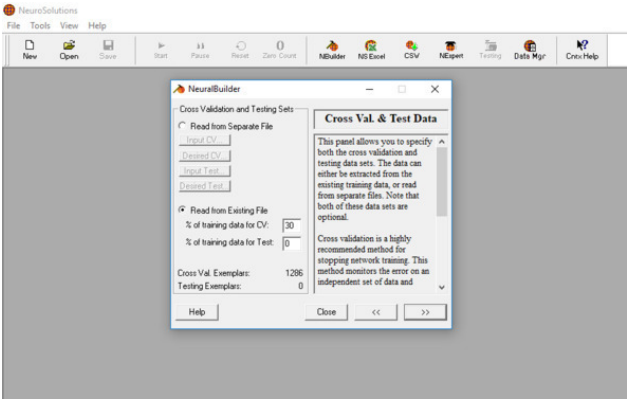 NeuroSolutions
File Tools View Help
New Open Save Start Pause Reset Zero Count NBuilder NS Excel CSV NExpert Testing Data Mgr Cncx Help
NeuralBuilder
Cross Validation and Testing Sets
Read from Separate File
Input CV...
Desired CV...
Input Test...
Desired Test...
Read from Existing File
% of training data for CV: 30
% of training data for Test: 0
Cross Val. Exemplars: 1286
Testing Exemplars: 0
Cross Val. & Test Data
This panel allows you to specify
both the cross validation and
testing data sets. The data can
either be extracted from the
existing training data, or read
from separate files. Note that
both of these data sets are
optional.
Cross validation is a highly
recommended method for
stopping network training. This
method monitors the error on an
independent set of data and
Help Close << >>